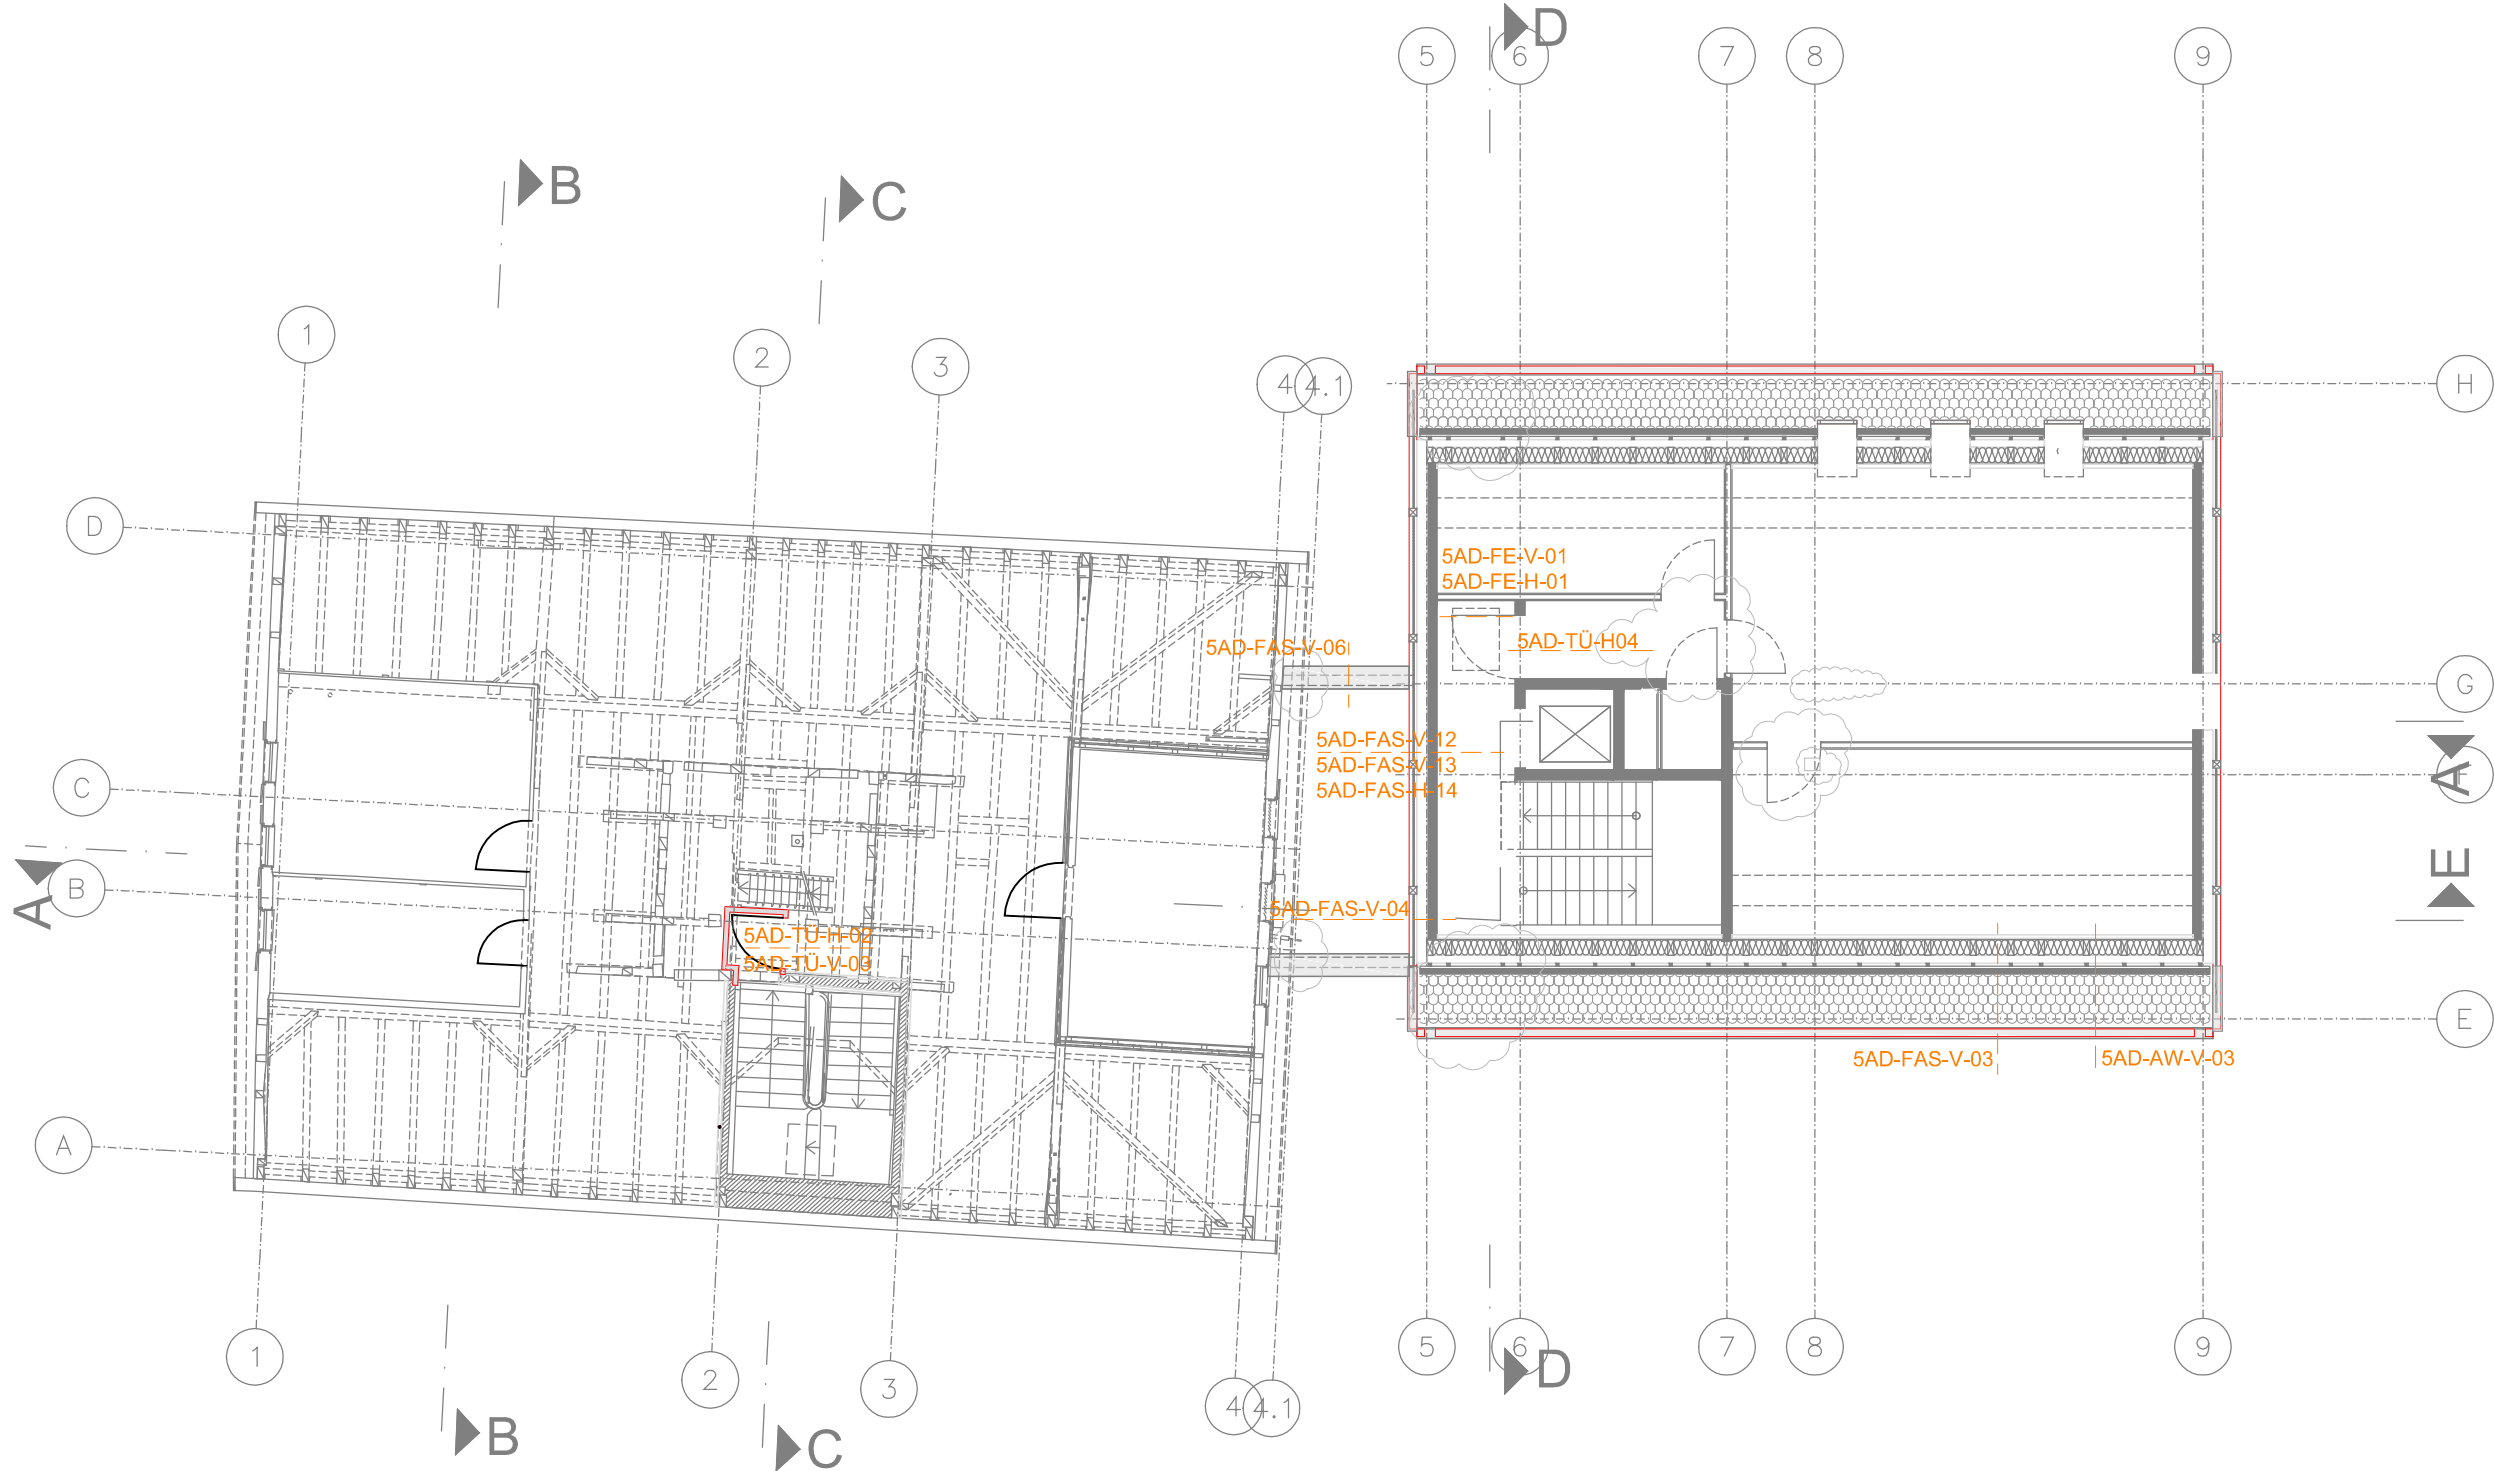 D
5
6
7
8
9
B
C
1
2
3
4
4.1
H
D
5AD-FE-V-01
5AD-FE-H-01
5AD-TÜ-H04
5AD-FAS-V-06
G
5AD-FAS-V-12
5AD-FAS-V-13
5AD-FAS-H-14
C
F
A
E
B
A
5AD-FAS-V-04
5AD-TÜ-H-02
5AD-TÜ-V-03
E
5AD-FAS-V-03
5AD-AW-V-03
A
1
2
3
4
4.1
5
6
7
8
9
D
B
C